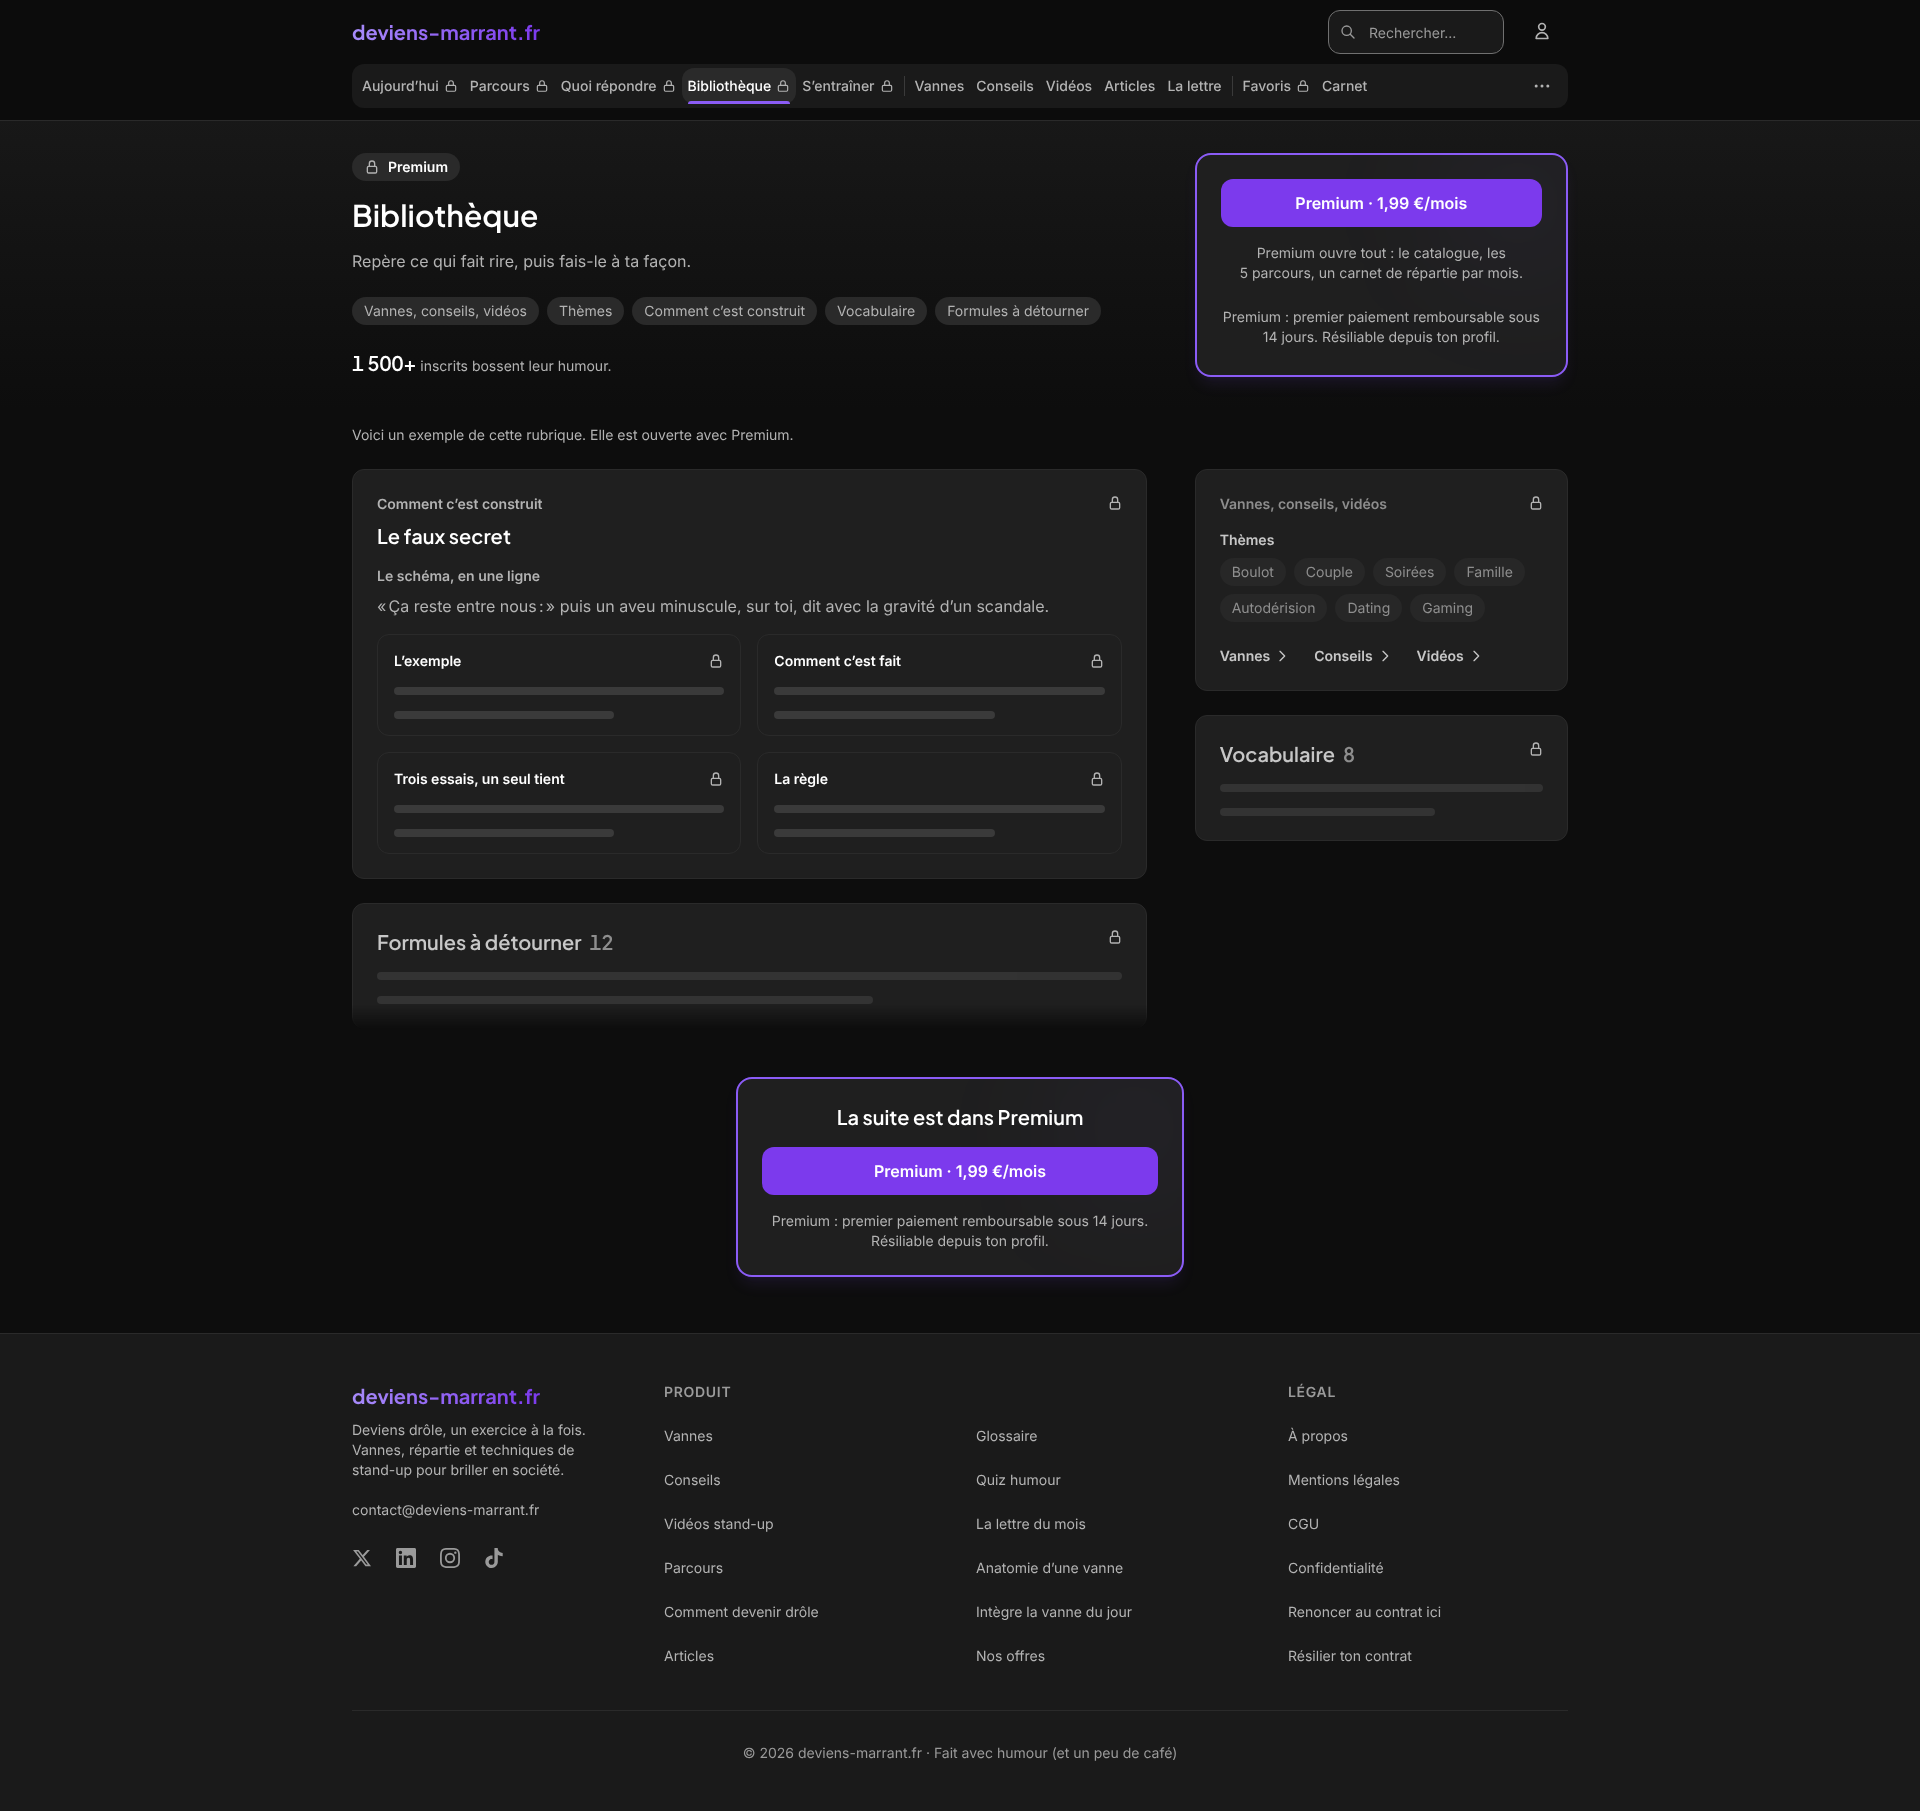 deviens-marrant.fr
Rechercher...
Aujourd’hui Parcours Quoi répondre Bibliothèque S’entraîner Vannes Conseils Vidéos Articles La lettre Favoris Carnet
Premium
Bibliothèque
Repère ce qui fait rire, puis fais-le à ta façon.
Vannes, conseils, vidéos Thèmes Comment c’est construit Vocabulaire Formules à détourner
1 500+ inscrits bossent leur humour.
Premium · 1,99 €/mois
Premium ouvre tout : le catalogue, les
5 parcours, un carnet de répartie par mois.
Premium : premier paiement remboursable sous
14 jours. Résiliable depuis ton profil.
Voici un exemple de cette rubrique. Elle est ouverte avec Premium.
Comment c’est construit
Le faux secret
Le schéma, en une ligne
« Ça reste entre nous : » puis un aveu minuscule, sur toi, dit avec la gravité d’un scandale.
L’exemple
Comment c’est fait
Trois essais, un seul tient
La règle
Vannes, conseils, vidéos
Thèmes
Boulot Couple Soirées Famille
Autodérision Dating Gaming
Vannes Conseils Vidéos
Vocabulaire 8
Formules à détourner 12
La suite est dans Premium
Premium · 1,99 €/mois
Premium : premier paiement remboursable sous 14 jours.
Résiliable depuis ton profil.
deviens-marrant.fr
Deviens drôle, un exercice à la fois.
Vannes, répartie et techniques de
stand-up pour briller en société.
contact@deviens-marrant.fr
PRODUIT
Vannes
Conseils
Vidéos stand-up
Parcours
Comment devenir drôle
Articles
Glossaire
Quiz humour
La lettre du mois
Anatomie d’une vanne
Intègre la vanne du jour
Nos offres
LÉGAL
À propos
Mentions légales
CGU
Confidentialité
Renoncer au contrat ici
Résilier ton contrat
© 2026 deviens-marrant.fr · Fait avec humour (et un peu de café)